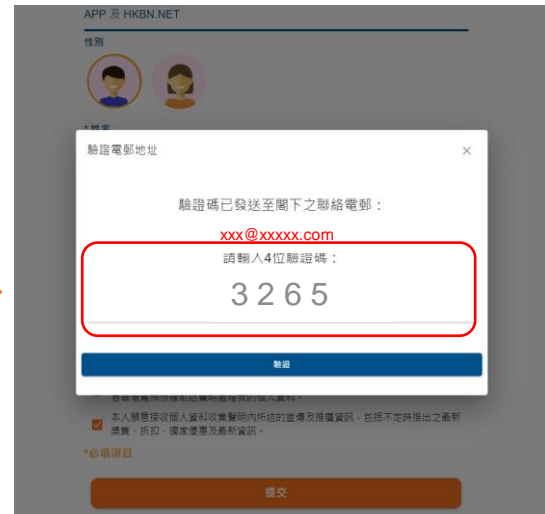 APP 及 HKBN.NET
性別
*姓名
驗證電郵地址 ×
驗證碼已發送至閣下之聯絡電郵：
xxx@xxxxx.com
請輸入4位驗證碼：
3265
驗證
本人願意接收個人資料收集聲明內所述的宣傳及推廣資訊，包括不定時推出之最新
獎賞、折扣、獨家優惠及最新資訊。
*必填項目
提交